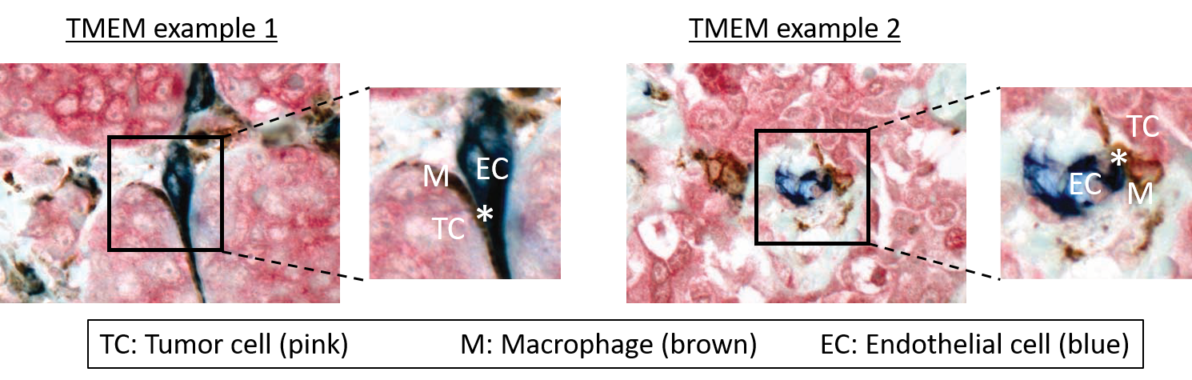 TMEM example 1
TMEM example 2
M
EC
TC
*
TC
*
EC
M
TC: Tumor cell (pink) M: Macrophage (brown) EC: Endothelial cell (blue)